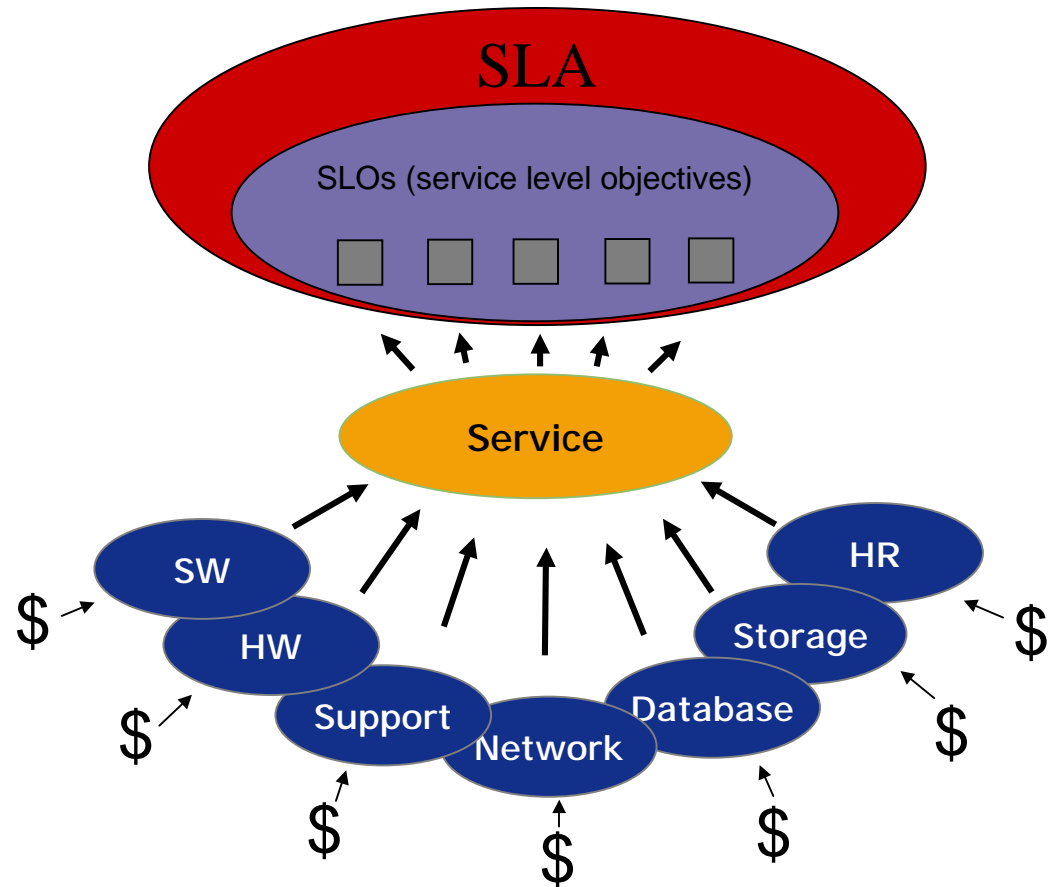 SLA
SLOs (service level objectives)
Service
SW
HR
HW
Storage
Support
Database
Network
$
$
$
$
$
$
$